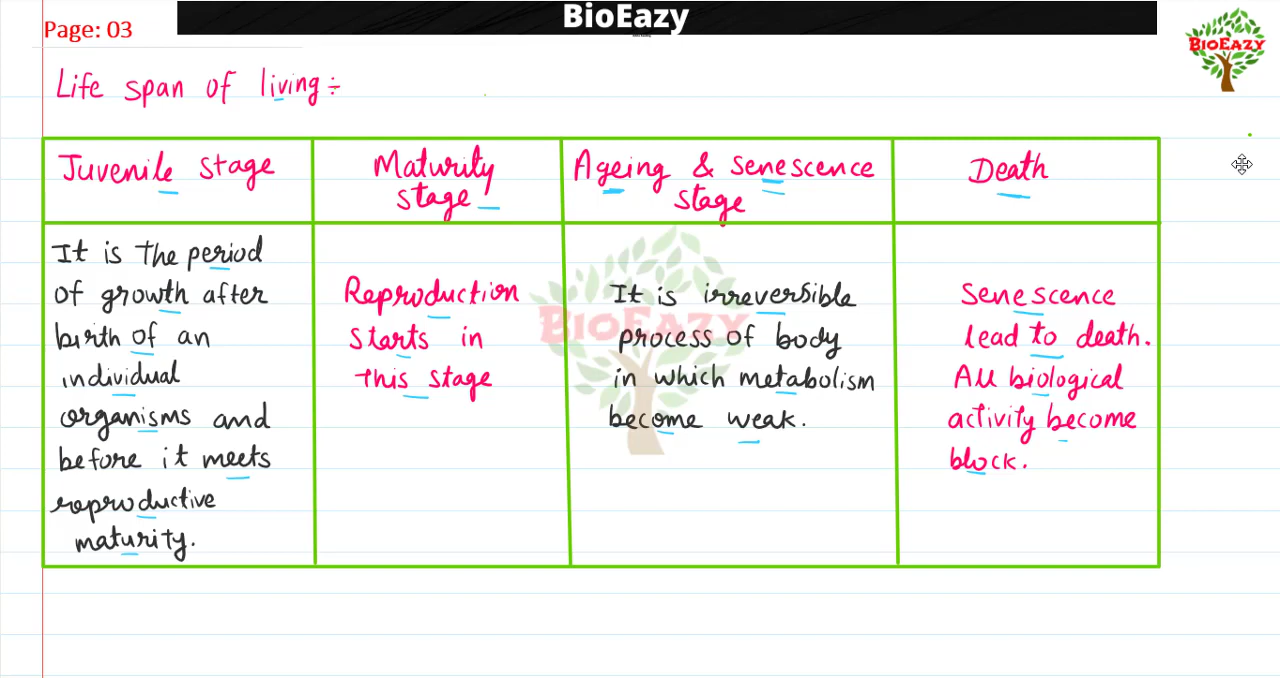 BioEazy
Page: 03
BIOEAZY
Life span of living:-
Juvenile stage
Maturity
stage
Ageing & senescence
stage
Death
It is the period
of growth after
birth of an
individual
organisms and
before it meets
reproductive
maturity.
Reproduction
starts in
this stage
It is irreversible
process of body
in which metabolism
become weak.
Senescence
lead to death.
All biological
activity become
block.
BIOEAZY